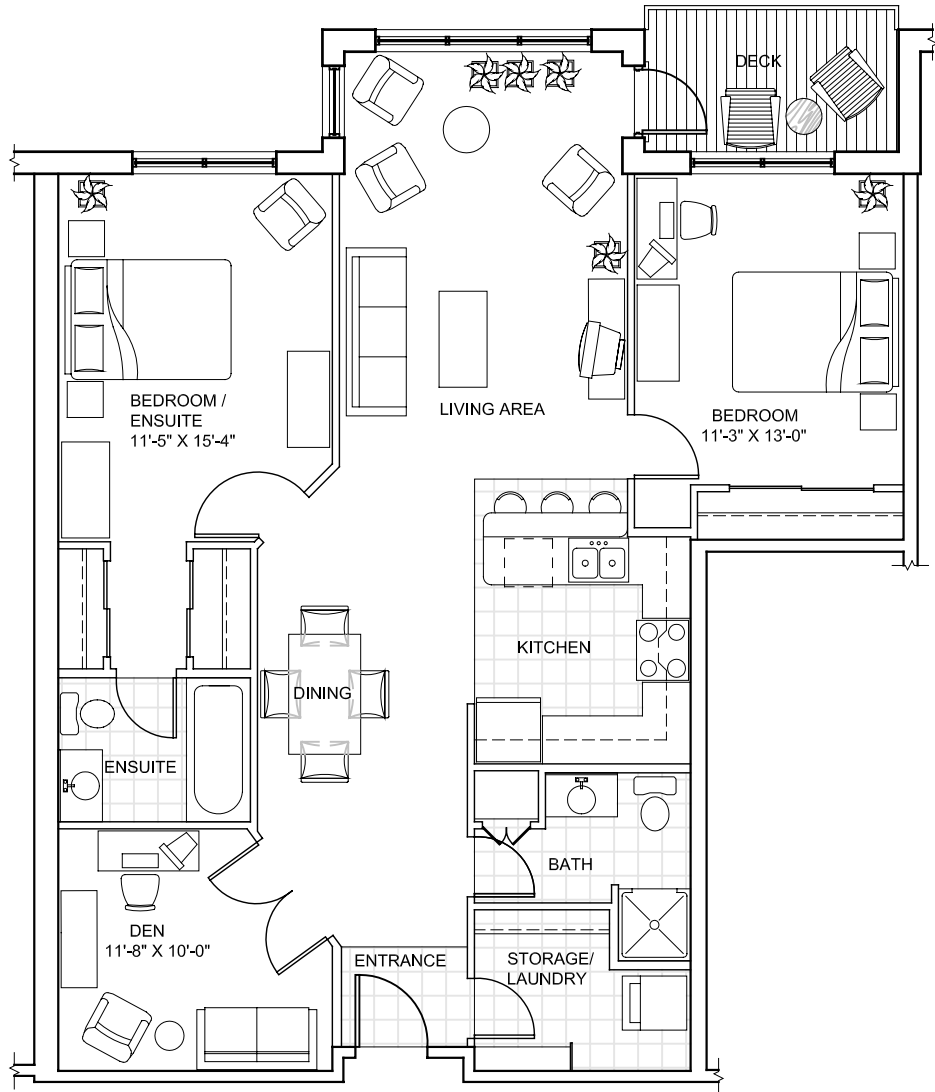 DECK
BEDROOM /
ENSUITE
11'-5" X 15'-4"
LIVING AREA
BEDROOM
11'-3" X 13'-0"
KITCHEN
DINING
ENSUITE
BATH
DEN
11'-8" X 10'-0"
ENTRANCE
STORAGE/
LAUNDRY